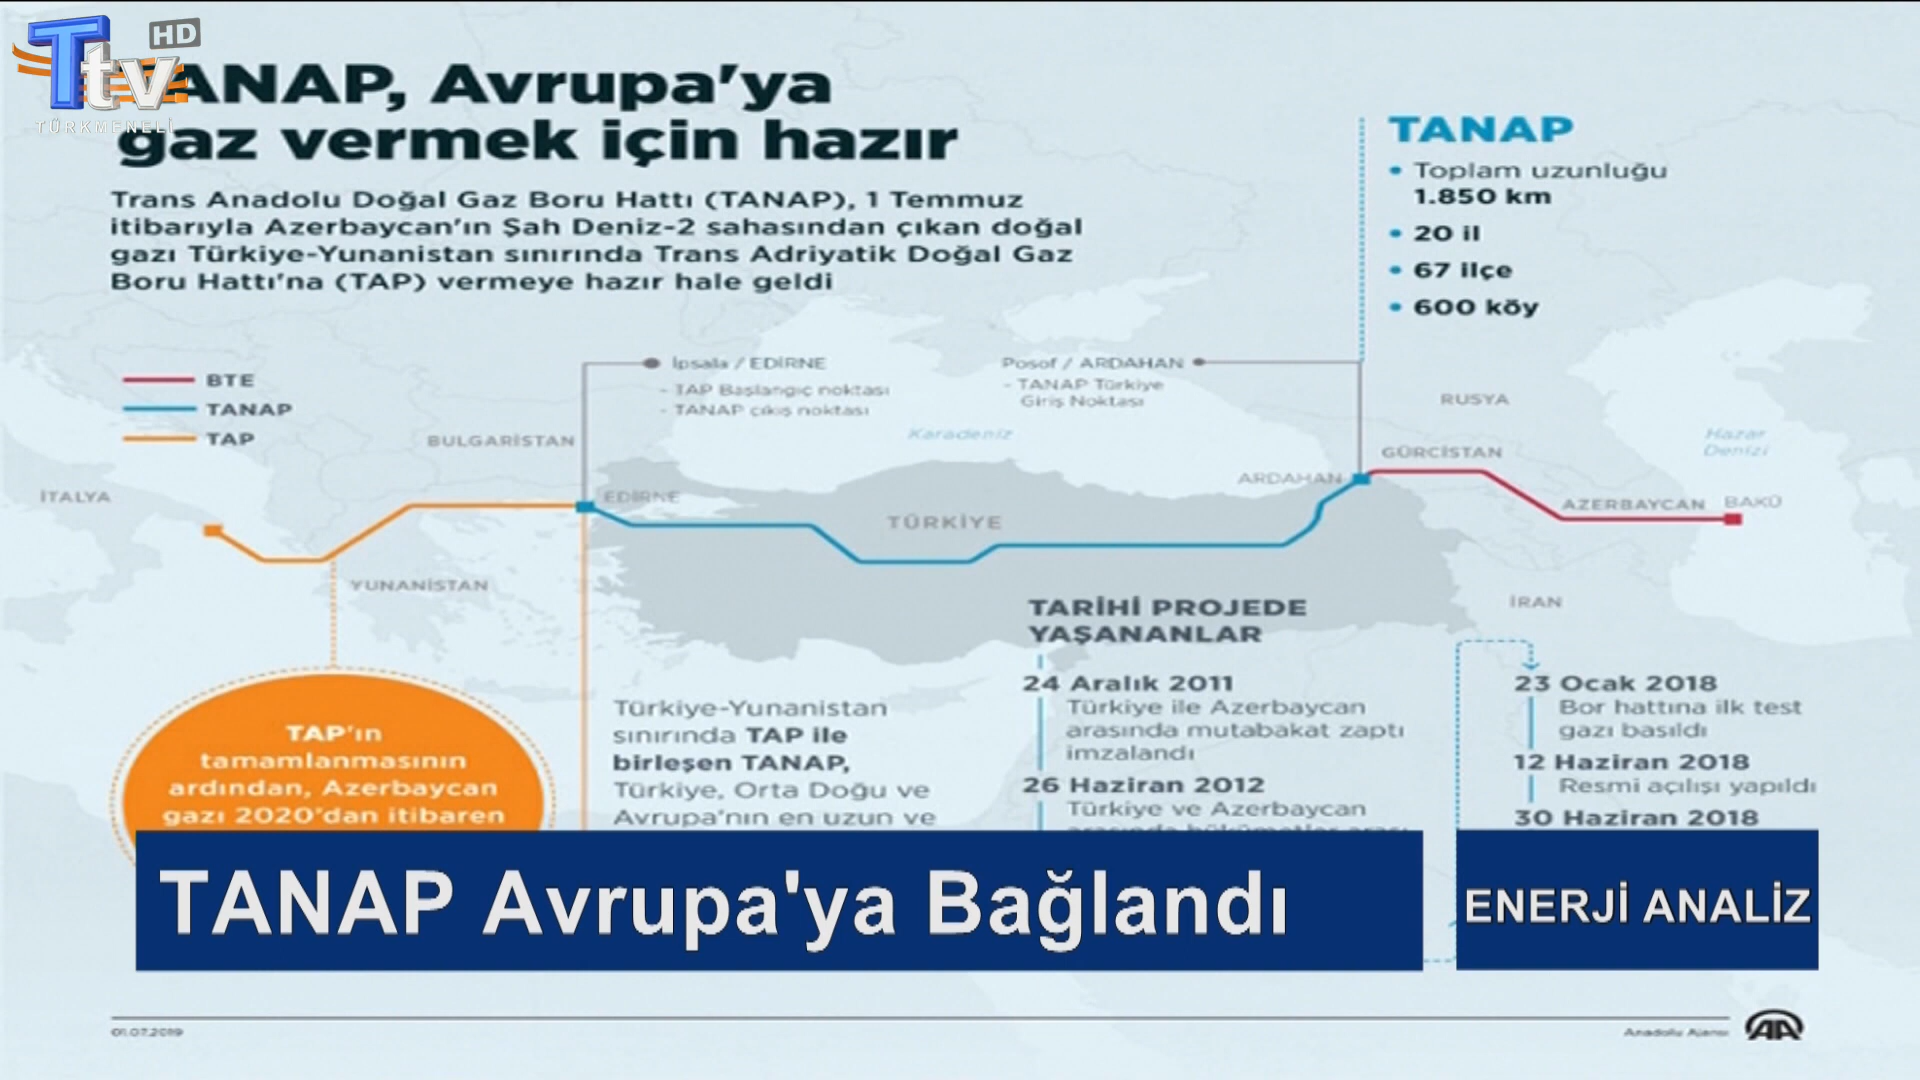 Ttv HD
TÜRKMENELİ
TANAP, Avrupa'ya
gaz vermek için hazır
Trans Anadolu Doğal Gaz Boru Hattı (TANAP), 1 Temmuz
itibarıyla Azerbaycan'ın Şah Deniz-2 sahasından çıkan doğal
gazı Türkiye-Yunanistan sınırında Trans Adriyatik Doğal Gaz
Boru Hattı'na (TAP) vermeye hazır hale geldi
TANAP
• Toplam uzunluğu
1.850 km
• 20 il
• 67 ilçe
• 600 köy
BTE
TANAP
TAP
İpsala / EDİRNE
- TAP Başlangıç noktası
- TANAP çıkış noktası
Posof / ARDAHAN
- TANAP Türkiye
Giriş Noktası
RUSYA
Karadeniz
Hazar
Denizi
BULGARİSTAN
GÜRCİSTAN
ARDAHAN
İTALYA
EDİRNE
TÜRKİYE
AZERBAYCAN
BAKÜ
YUNANİSTAN
İRAN
TAP'ın
tamamlanmasının
ardından, Azerbaycan
gazı 2020'dan itibaren
Türkiye-Yunanistan
sınırında TAP ile
birleşen TANAP,
Türkiye, Orta Doğu ve
Avrupa'nın en uzun ve
TARİHİ PROJEDE
YAŞANANLAR
24 Aralık 2011
Türkiye ile Azerbaycan
arasında mutabakat zaptı
imzalandı
26 Haziran 2012
Türkiye ve Azerbaycan
23 Ocak 2018
Bor hattına ilk test
gazı basıldı
12 Haziran 2018
Resmi açılışı yapıldı
30 Haziran 2018
TANAP Avrupa'ya Bağlandı
ENERJİ ANALİZ
01.07.2019
Anadolu Ajansı
AA